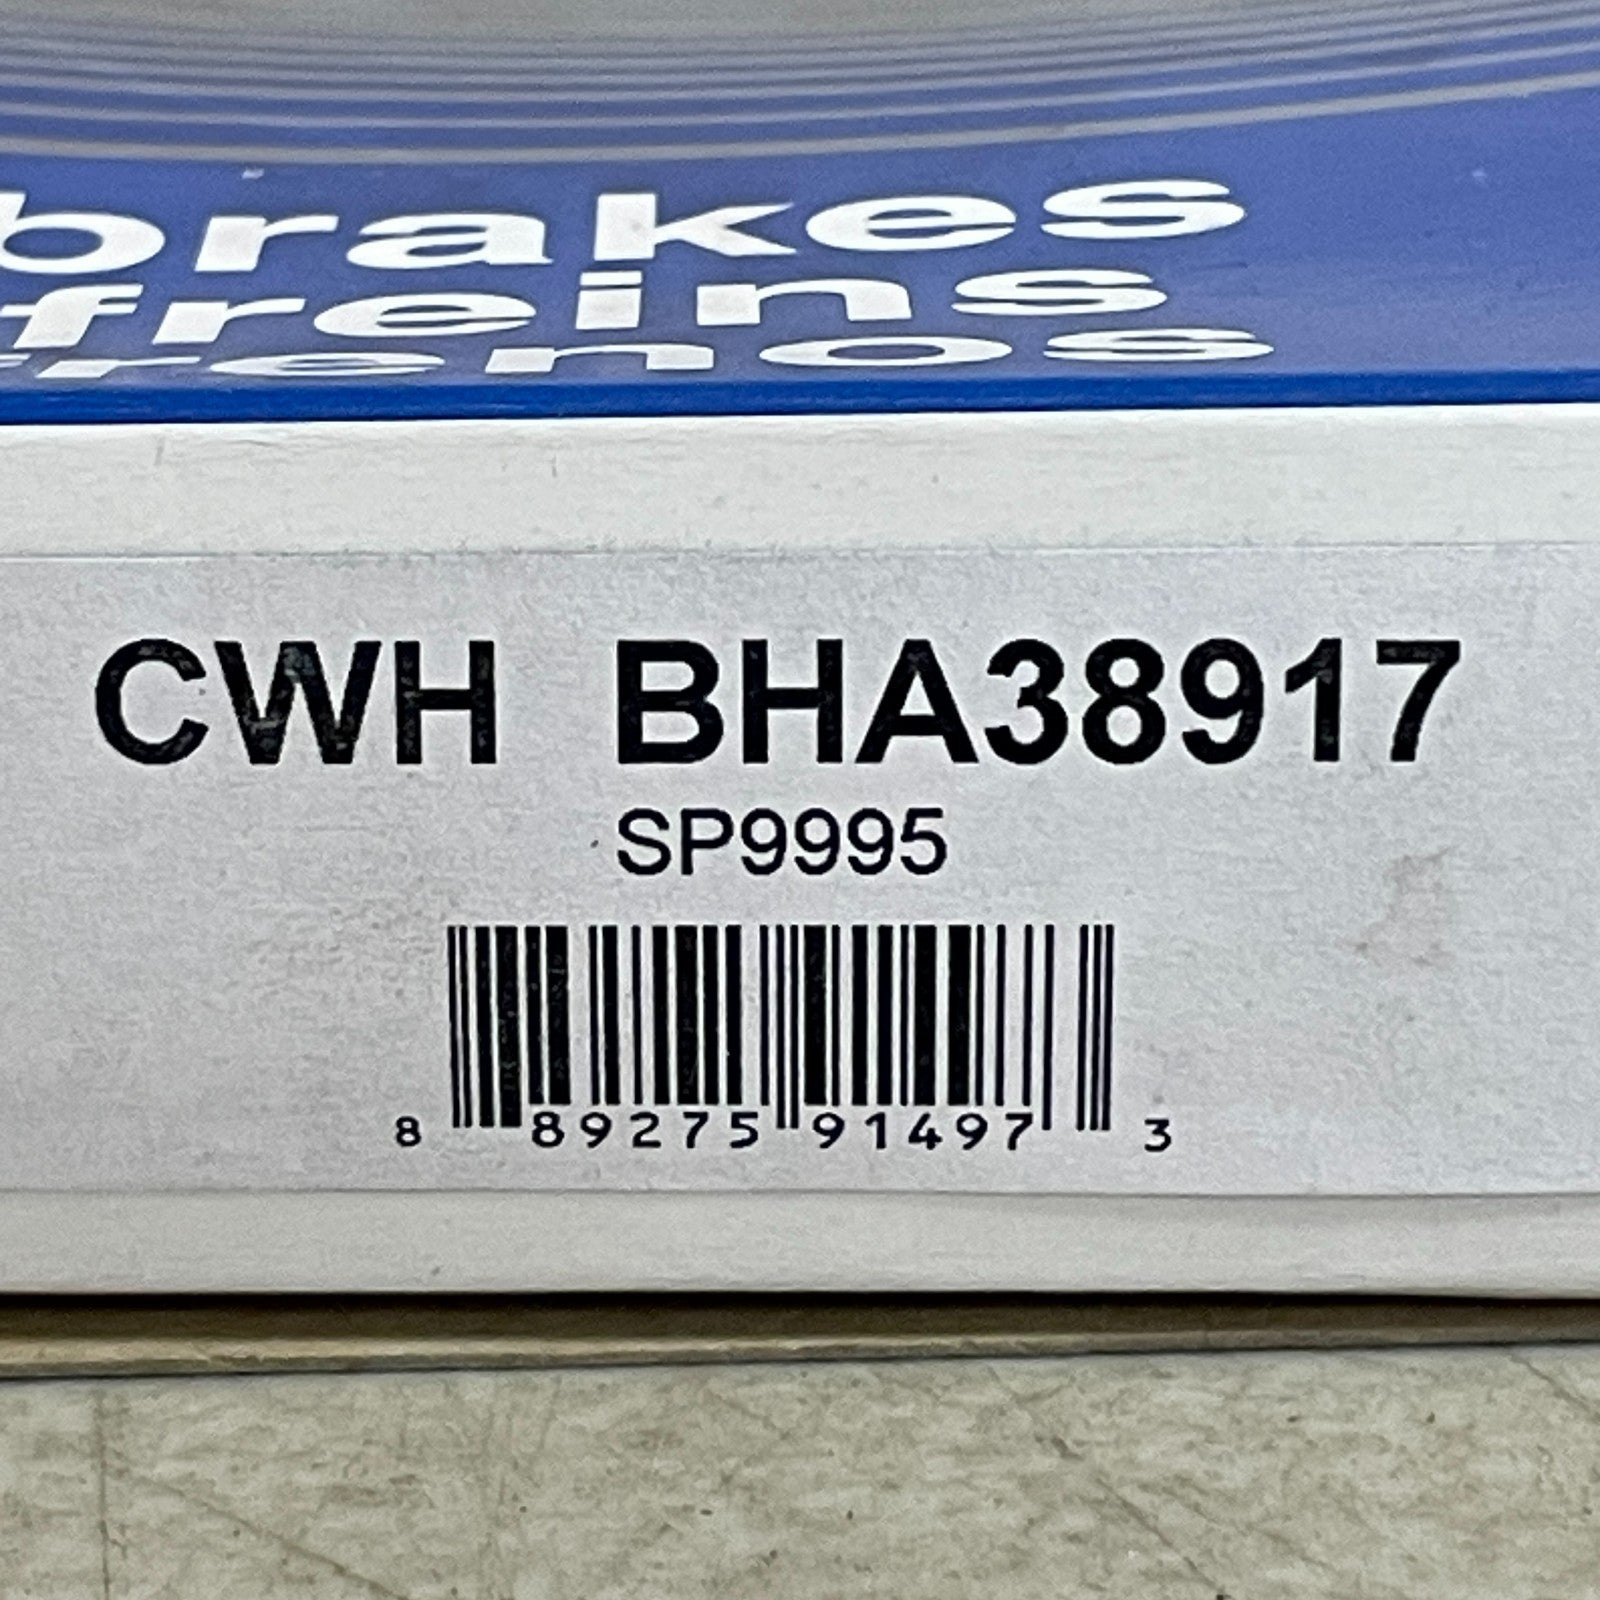 brakes
freins
frenos
CWH BHA38917
SP9995
8 89275 91497 3